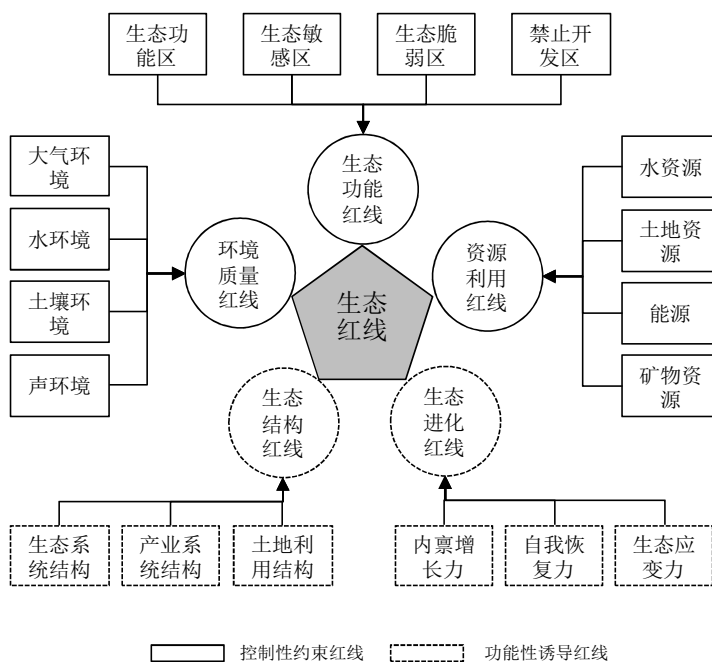 生态功
能区
生态敏
感区
生态脆
弱区
禁止开
发区
生态
功能
红线
大气环
境
水环境
土壤环
境
声环境
环境
质量
红线
资源
利用
红线
水资源
土地资
源
能源
矿物资
源
生态
红线
生态
结构
红线
生态
进化
红线
生态系
统结构
产业系
统结构
土地利
用结构
内禀增
长力
自我恢
复力
生态应
变力
控制性约束红线
功能性诱导红线